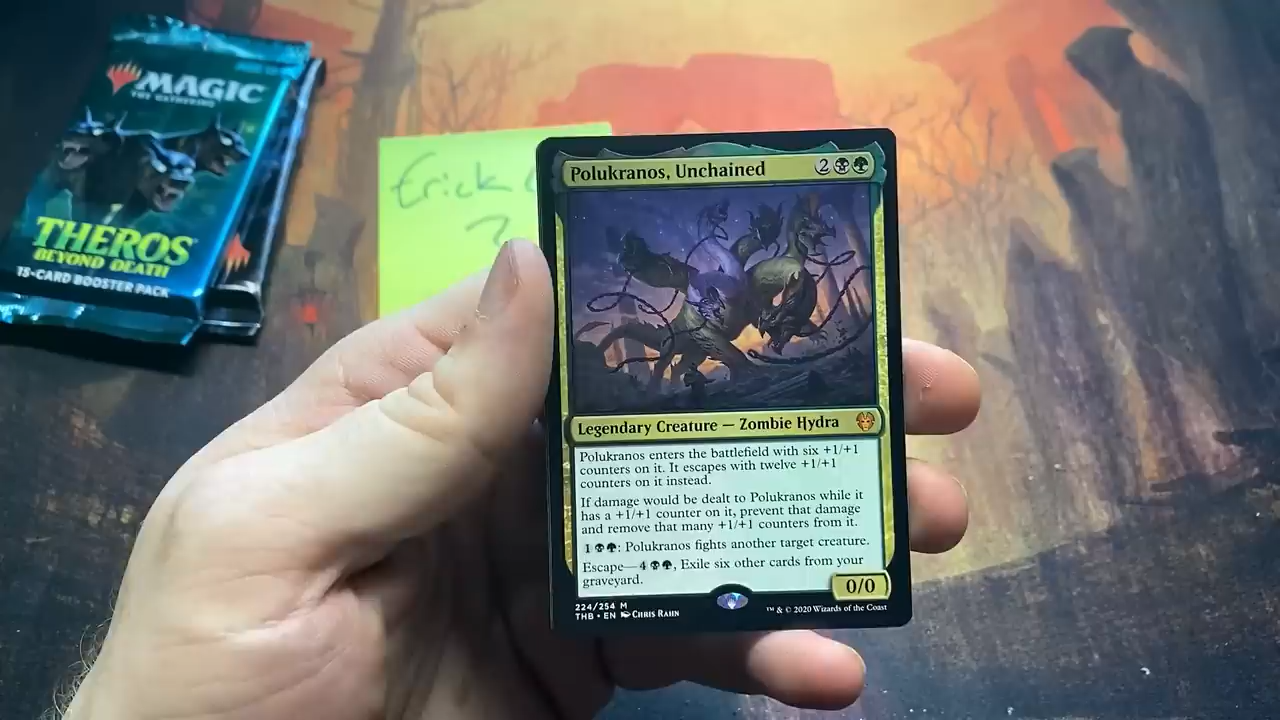 MAGIC
THE GATHERING
THEROS
BEYOND DEATH
15-CARD BOOSTER PACK
Erick
?
Polukranos, Unchained 2
Legendary Creature — Zombie Hydra
Polukranos enters the battlefield with six +1/+1
counters on it. It escapes with twelve +1/+1
counters on it instead.
If damage would be dealt to Polukranos while it
has a +1/+1 counter on it, prevent that damage
and remove that many +1/+1 counters from it.
1 : Polukranos fights another target creature.
Escape—4 , Exile six other cards from your
graveyard.
0/0
224/254 M
THB • EN Chris Rahn
™ & © 2020 Wizards of the Coast